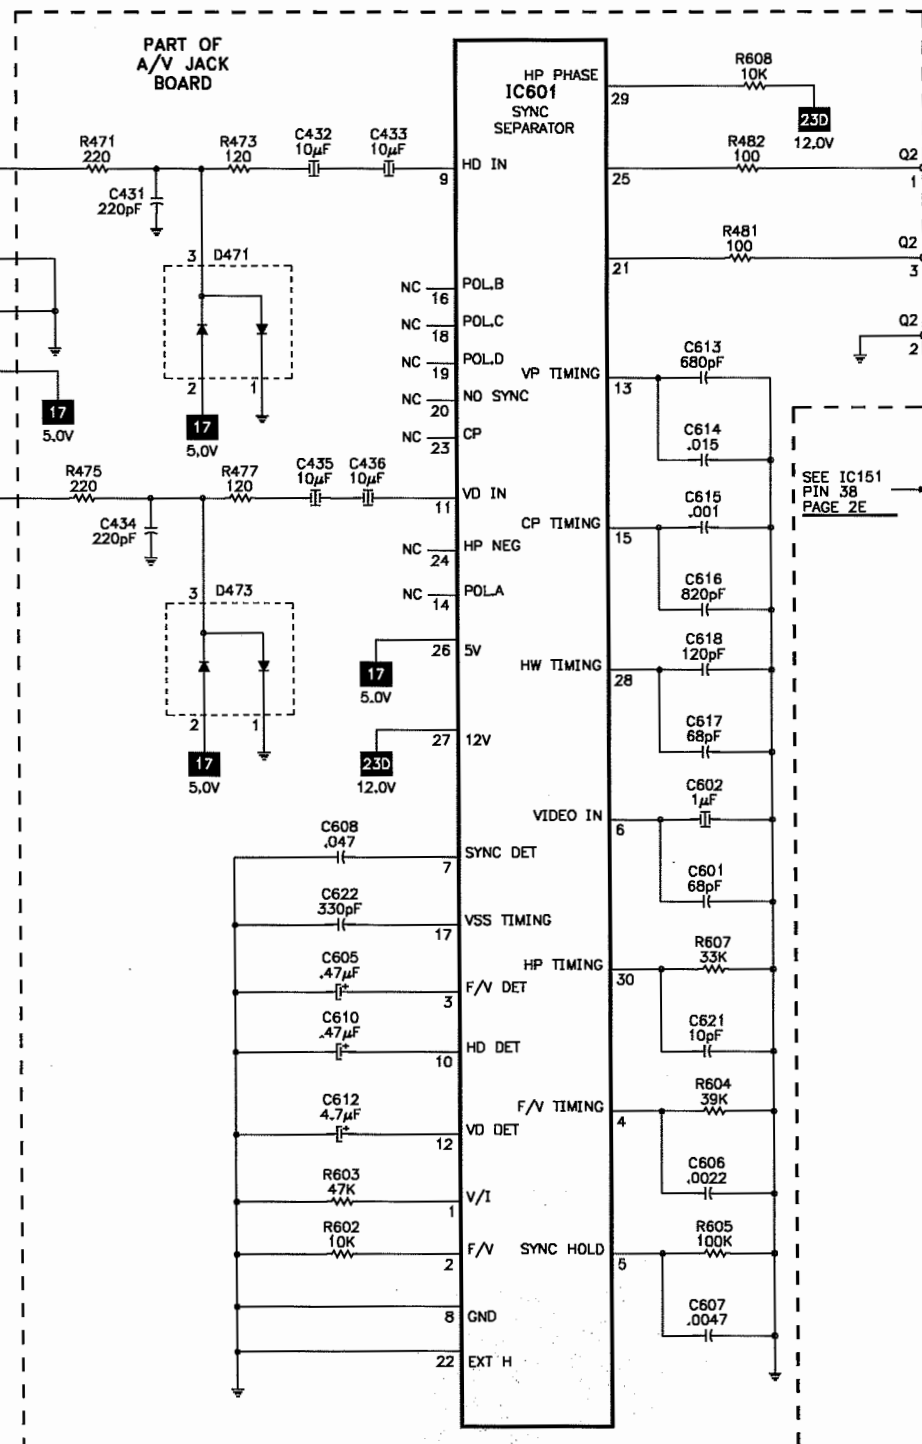 PART OF
A/V JACK
BOARD
HP PHASE
IC601
SYNC
SEPARATOR
29
R608
10K
23D
12.0V
R471
220
R473
120
C432
10µF
C433
10µF
9
HD IN
25
R482
100
Q2
1
C431
220pF
21
R481
100
Q2
3
3
D471
2
1
17
5.0V
17
5.0V
NC
16
POL.B
NC
18
POL.C
NC
19
POL.D
NC
20
NO SYNC
NC
23
CP
Q2
2
VP TIMING
13
C613
680pF
C614
.015
SEE IC151
PIN 38
PAGE 2E
R475
220
R477
120
C435
10µF
C436
10µF
11
VD IN
C434
220pF
CP TIMING
15
C615
.001
C616
820pF
NC
24
HP NEG
NC
14
POL.A
3
D473
2
1
17
5.0V
26
5V
17
5.0V
27
12V
23D
12.0V
HW TIMING
28
C618
120pF
C617
68pF
VIDEO IN
6
C602
1µF
C601
68pF
C608
.047
7
SYNC DET
C622
330pF
17
VSS TIMING
C605
.47µF
3
F/V DET
HP TIMING
30
R607
33K
C621
10pF
C610
.47µF
10
HD DET
C612
4.7µF
12
VD DET
F/V TIMING
4
R604
39K
C606
.0022
R603
47K
1
V/I
R602
10K
2
F/V
SYNC HOLD
5
R605
100K
C607
.0047
8
GND
22
EXT H